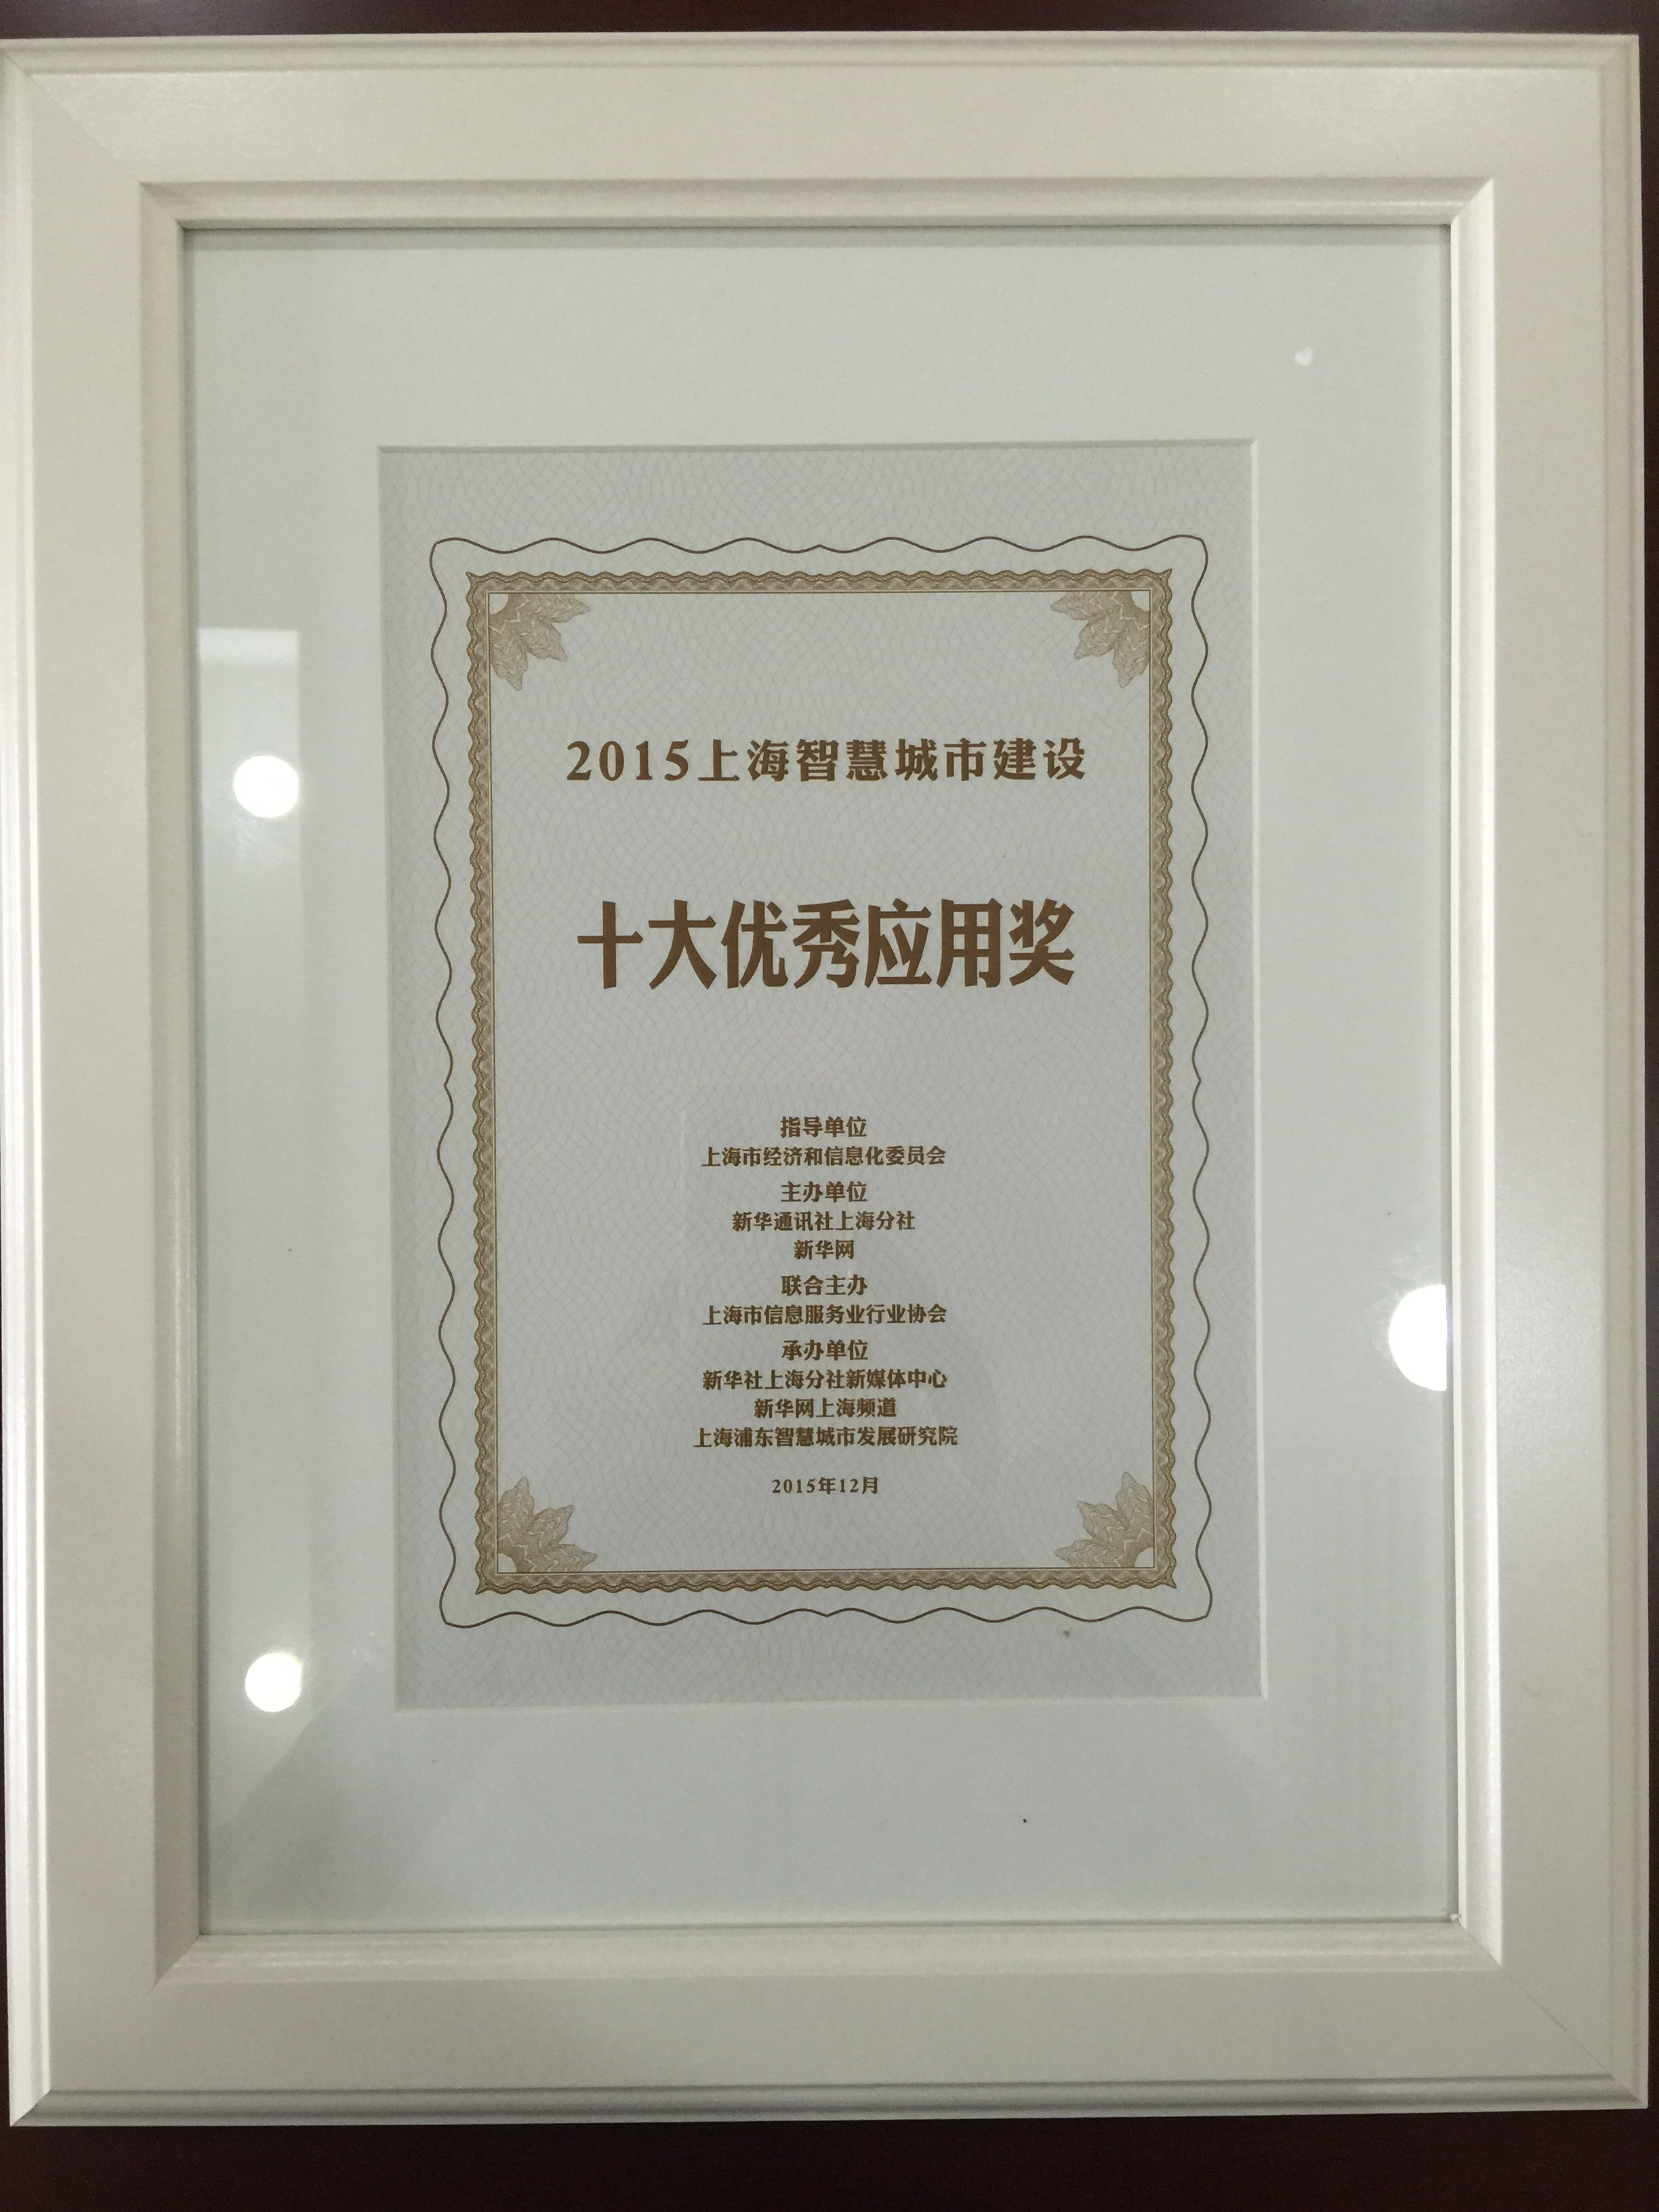 2015上海智慧城市建设
十大优秀应用奖
指导单位
上海市经济和信息化委员会
主办单位
新华通讯社上海分社
新华网
联合主办
上海市信息服务业行业协会
承办单位
新华社上海分社新媒体中心
新华网上海频道
上海浦东智慧城市发展研究院
2015年12月